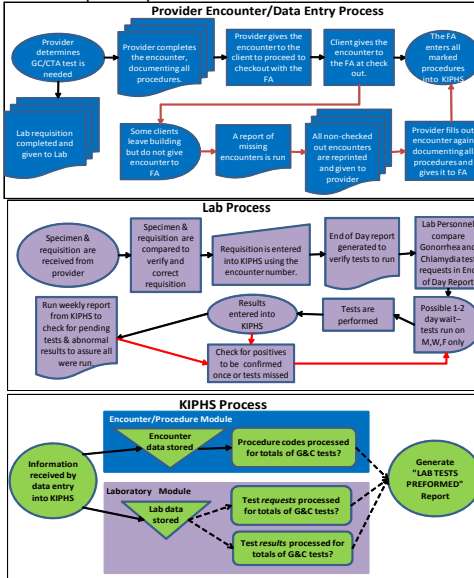 Provider Encounter/Data Entry Process
Provider
determines
GC/CTA test is
needed
Provider completes
the encounter,
documenting all
procedures.
Provider gives the
encounter to the
client to proceed to
checkout with the
FA
Client gives the
encounter to
the FA at check
out.
The FA
enters all
marked
procedures
into KIPHS
Lab requisition
completed and
given to Lab
Some clients
leave building
but do not give
encounter to
FA
A report of
missing
encounters is run
All non-checked
out encounters
are reprinted
and given to
provider
Provider fills out
encounter again
documenting all
procedures and
gives it to FA
Lab Process
Specimen &
requisition are
received from
provider
Specimen &
requisition are
compared to
verify and
correct
requisition
Requisition is entered
into KIPHS using the
encounter number.
End of Day report
generated to
verify tests to run
Lab Personnel
compare
Gonorrhea and
Chlamydia test
requests in End
of Day Report
Run weekly report
from KIPHS to
check for pending
tests & abnormal
results to assure all
were run.
Results
entered into
KIPHS
Tests are
performed
Possible 1-2
day wait–
tests run on
M,W,F only
Check for positives
to be confirmed
once or tests missed
KIPHS Process
Encounter/Procedure Module
Information
received by
data entry
into KIPHS
Encounter
data stored
Procedure codes processed
for totals of G&C tests?
Generate
"LAB TESTS
PREFORMED"
Report
Laboratory Module
Lab data
stored
Test requests processed
for totals of G&C tests?
Test results processed for
totals of G&C tests?